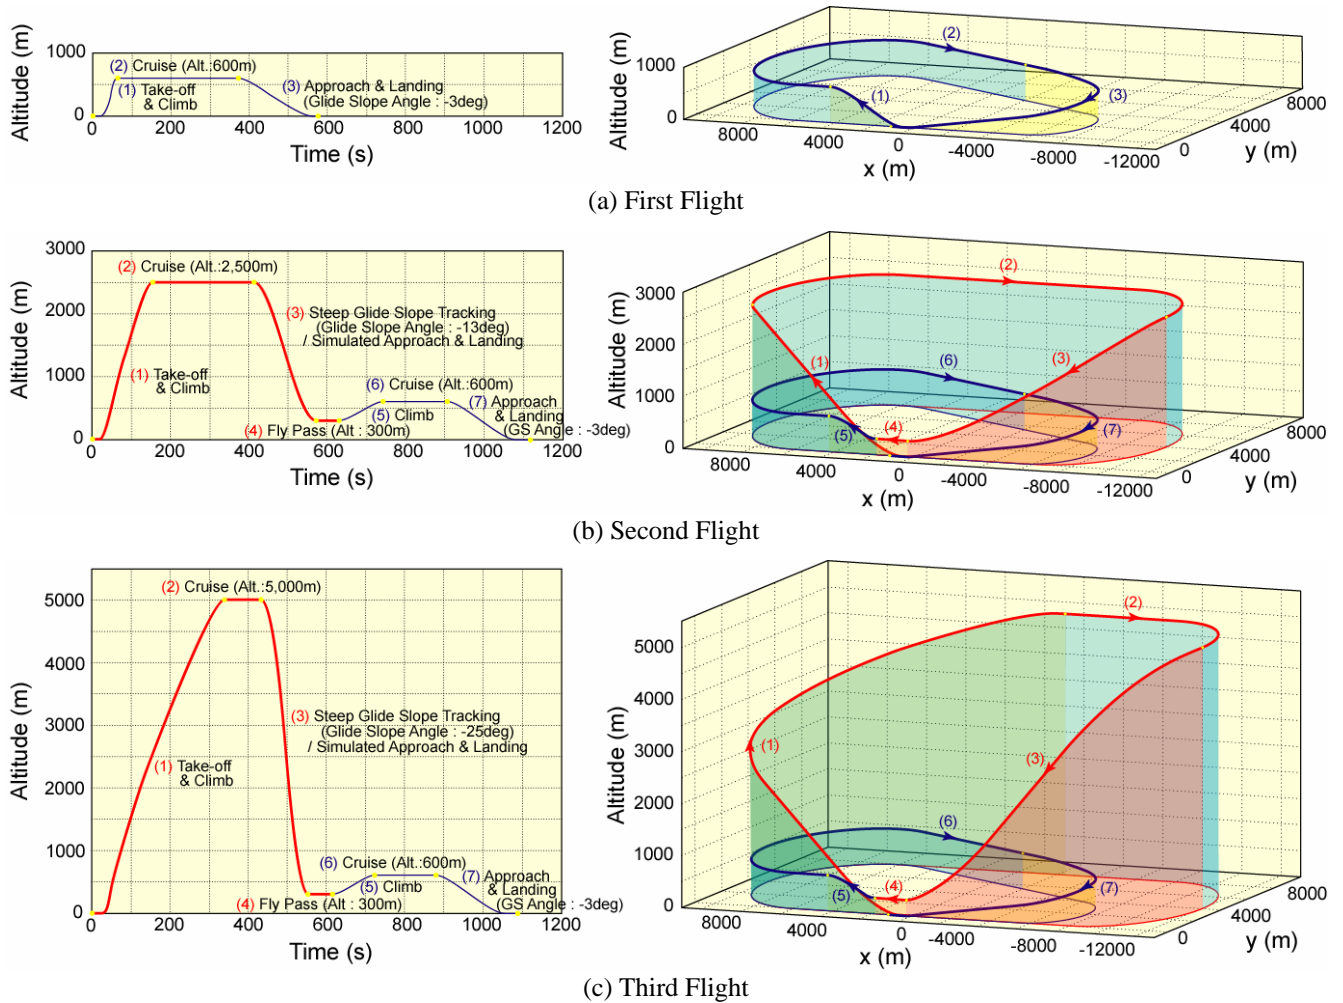 Altitude (m)
1000
0
(2) Cruise (Alt.:600m)
(1) Take-off
& Climb
(3) Approach & Landing
(Glide Slope Angle : -3deg)
0 200 400 600 800 1000 1200
Time (s)
Altitude (m)
1000
0
(2)
(1)
(3)
8000 4000 0 -4000 -8000 -12000
x (m)
0 4000 8000
y (m)
(a) First Flight
Altitude (m)
3000
2000
1000
0
(2) Cruise (Alt.:2,500m)
(3) Steep Glide Slope Tracking
(Glide Slope Angle : -13deg)
/ Simulated Approach & Landing
(1) Take-off
& Climb
(6) Cruise (Alt.:600m)
(5) Climb
(7) Approach
& Landing
(GS Angle : -3deg)
(4) Fly Pass (Alt : 300m)
0 200 400 600 800 1000 1200
Time (s)
Altitude (m)
3000
2000
1000
0
(2)
(1)
(3)
(6)
(4)
(5)
(7)
8000 4000 0 -4000 -8000 -12000
x (m)
0 4000 8000
y (m)
(b) Second Flight
Altitude (m)
5000
4000
3000
2000
1000
0
(2) Cruise (Alt.:5,000m)
(3) Steep Glide Slope Tracking
(Glide Slope Angle : -25deg)
/ Simulated Approach & Landing
(1) Take-off
& Climb
(6) Cruise (Alt.:600m)
(5) Climb
(7) Approach
& Landing
(GS Angle : -3deg)
(4) Fly Pass (Alt : 300m)
0 200 400 600 800 1000 1200
Time (s)
Altitude (m)
5000
4000
3000
2000
1000
0
(2)
(1)
(3)
(6)
(4)
(5)
(7)
8000 4000 0 -4000 -8000 -12000
x (m)
0 4000 8000
y (m)
(c) Third Flight